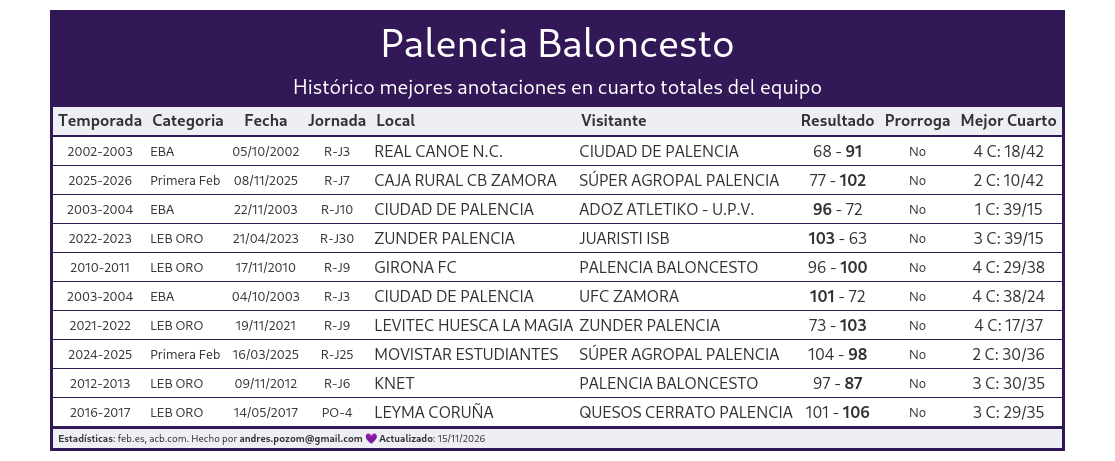 Palencia Baloncesto
Histórico mejores anotaciones en cuarto totales del equipo
Temporada Categoria Fecha Jornada Local Visitante Resultado Prorroga Mejor Cuarto
2002-2003 EBA 05/10/2002 R-J3 REAL CANOE N.C. CIUDAD DE PALENCIA 68 - 91 No 4 C: 18/42
2025-2026 Primera Feb 08/11/2025 R-J7 CAJA RURAL CB ZAMORA SÚPER AGROPAL PALENCIA 77 - 102 No 2 C: 10/42
2003-2004 EBA 22/11/2003 R-J10 CIUDAD DE PALENCIA ADOZ ATLETIKO - U.P.V. 96 - 72 No 1 C: 39/15
2022-2023 LEB ORO 21/04/2023 R-J30 ZUNDER PALENCIA JUARISTI ISB 103 - 63 No 3 C: 39/15
2010-2011 LEB ORO 17/11/2010 R-J9 GIRONA FC PALENCIA BALONCESTO 96 - 100 No 4 C: 29/38
2003-2004 EBA 04/10/2003 R-J3 CIUDAD DE PALENCIA UFC ZAMORA 101 - 72 No 4 C: 38/24
2021-2022 LEB ORO 19/11/2021 R-J9 LEVITEC HUESCA LA MAGIA ZUNDER PALENCIA 73 - 103 No 4 C: 17/37
2024-2025 Primera Feb 16/03/2025 R-J25 MOVISTAR ESTUDIANTES SÚPER AGROPAL PALENCIA 104 - 98 No 2 C: 30/36
2012-2013 LEB ORO 09/11/2012 R-J6 KNET PALENCIA BALONCESTO 97 - 87 No 3 C: 30/35
2016-2017 LEB ORO 14/05/2017 PO-4 LEYMA CORUÑA QUESOS CERRATO PALENCIA 101 - 106 No 3 C: 29/35
Estadísticas: feb.es, acb.com. Hecho por andres.pozom@gmail.com 💜 Actualizado: 15/11/2026